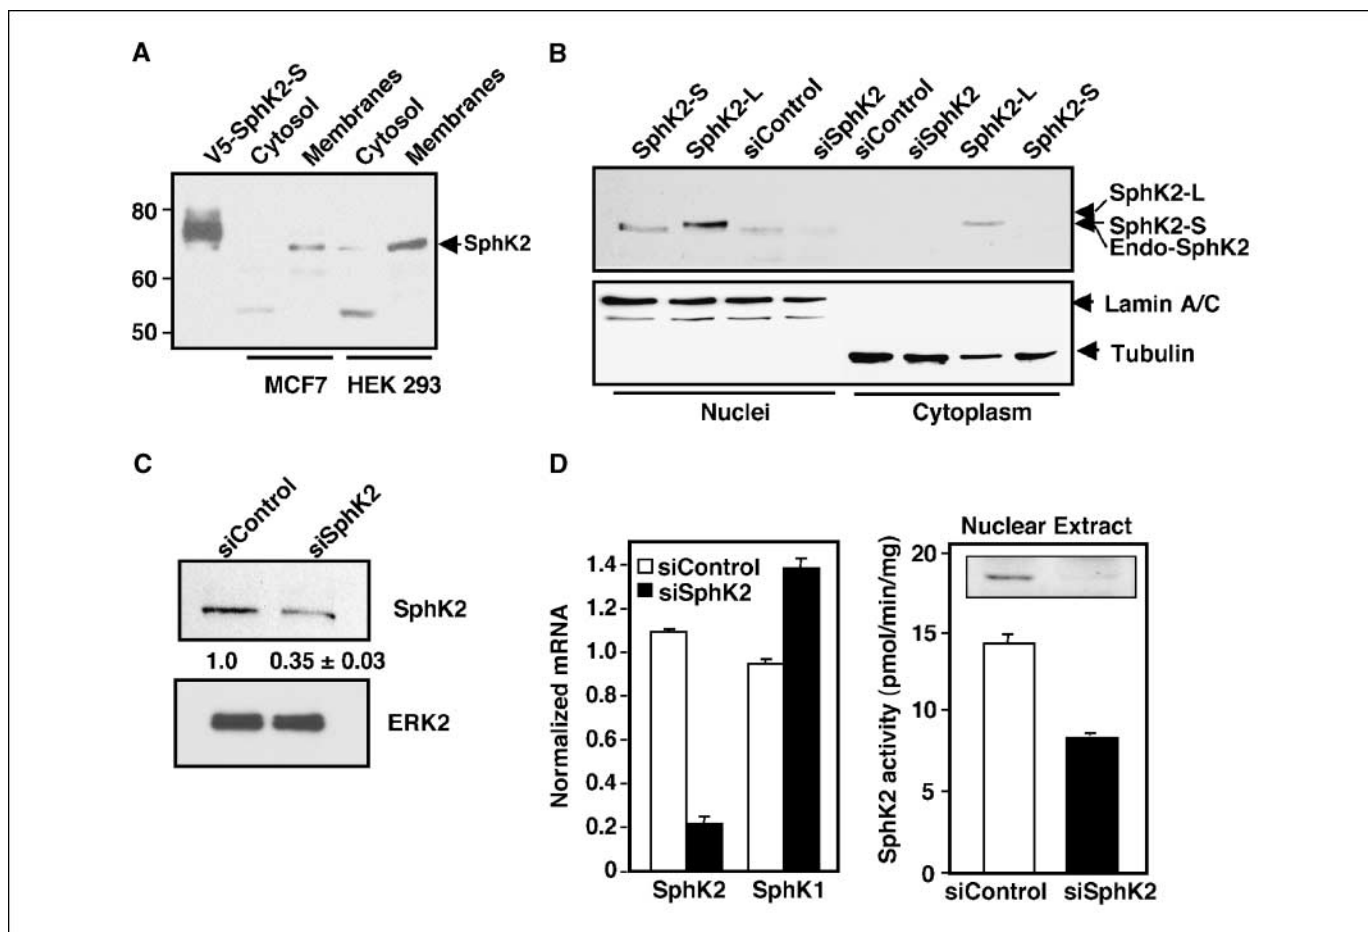 A
V5-SphK2-S
Cytosol
Membranes
Cytosol
Membranes
80
60
50
SphK2
MCF7 HEK 293
B
SphK2-S
SphK2-L
siControl
siSphK2
siControl
siSphK2
SphK2-L
SphK2-S
SphK2-L
SphK2-S
Endo-SphK2
Lamin A/C
Tubulin
Nuclei Cytoplasm
C
siControl
siSphK2
SphK2
1.0 0.35 ± 0.03
ERK2
D
Normalized mRNA
1.4
1.2
1.0
0.8
0.6
0.4
0.2
0
siControl
siSphK2
SphK2 SphK1
Nuclear Extract
SphK2 activity (pmol/min/mg)
20
15
10
5
0
siControl siSphK2